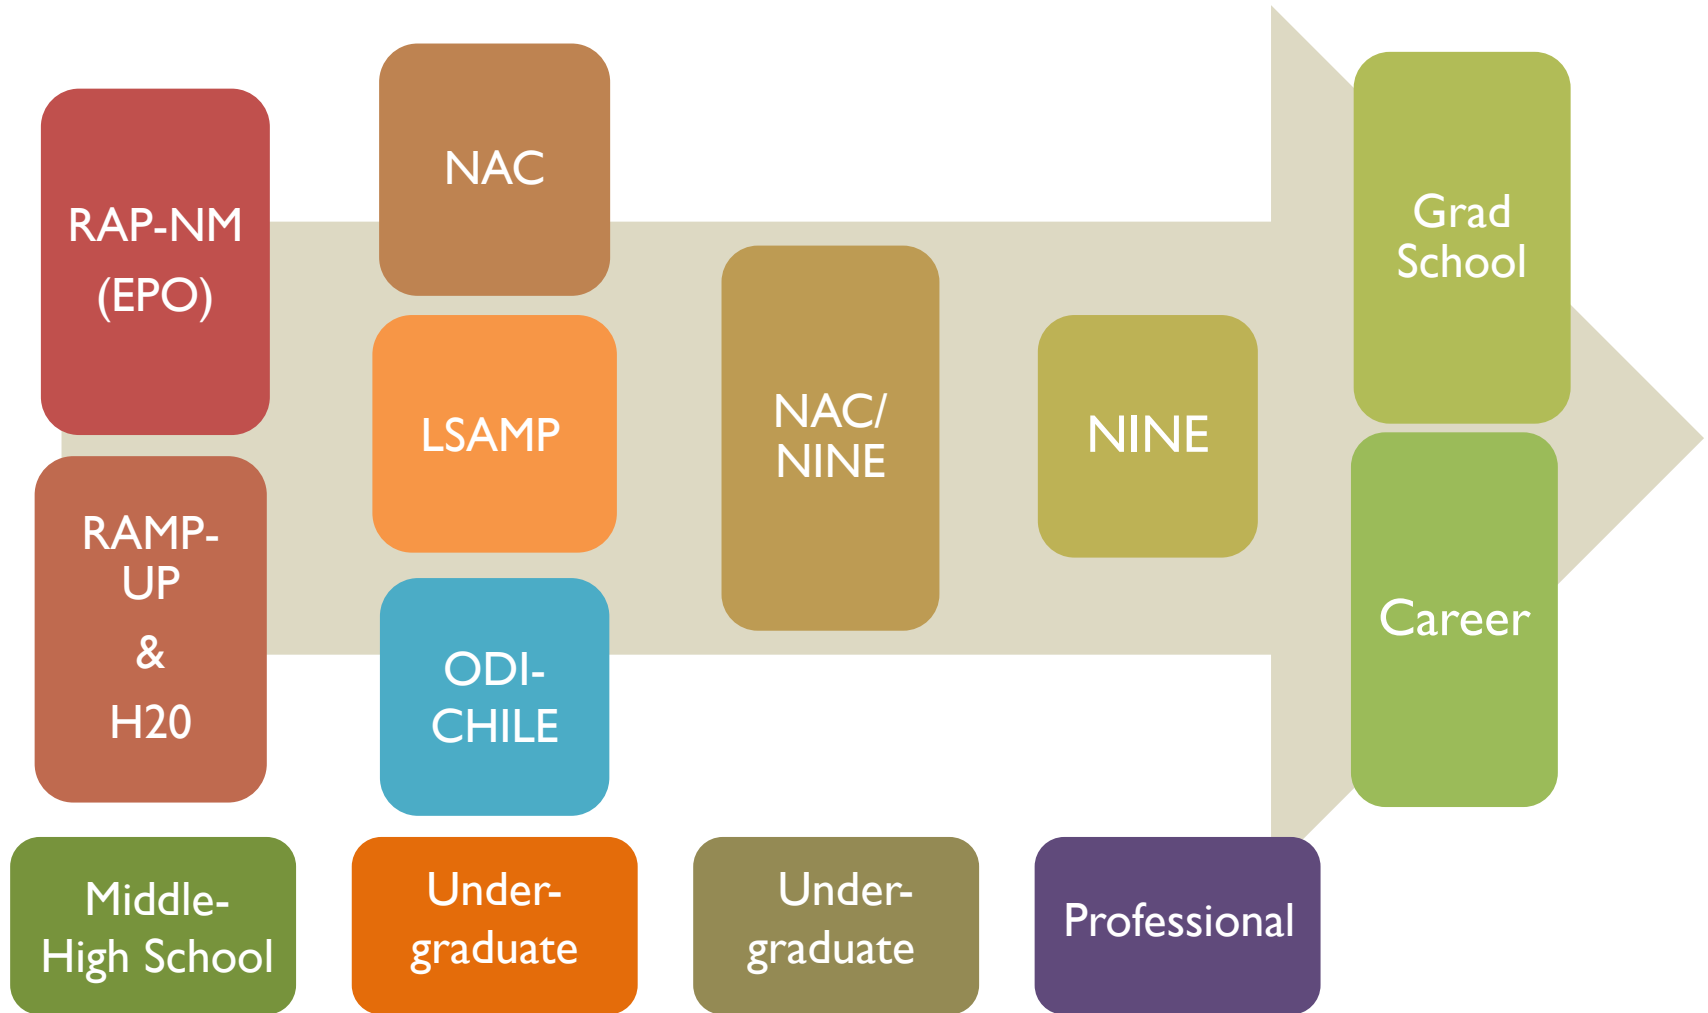 RAP-NM
(EPO)
RAMP-
UP
&
H20
NAC
LSAMP
ODI-
CHILE
NAC/
NINE
NINE
Grad
School
Career
Middle-
High School
Under-
graduate
Under-
graduate
Professional